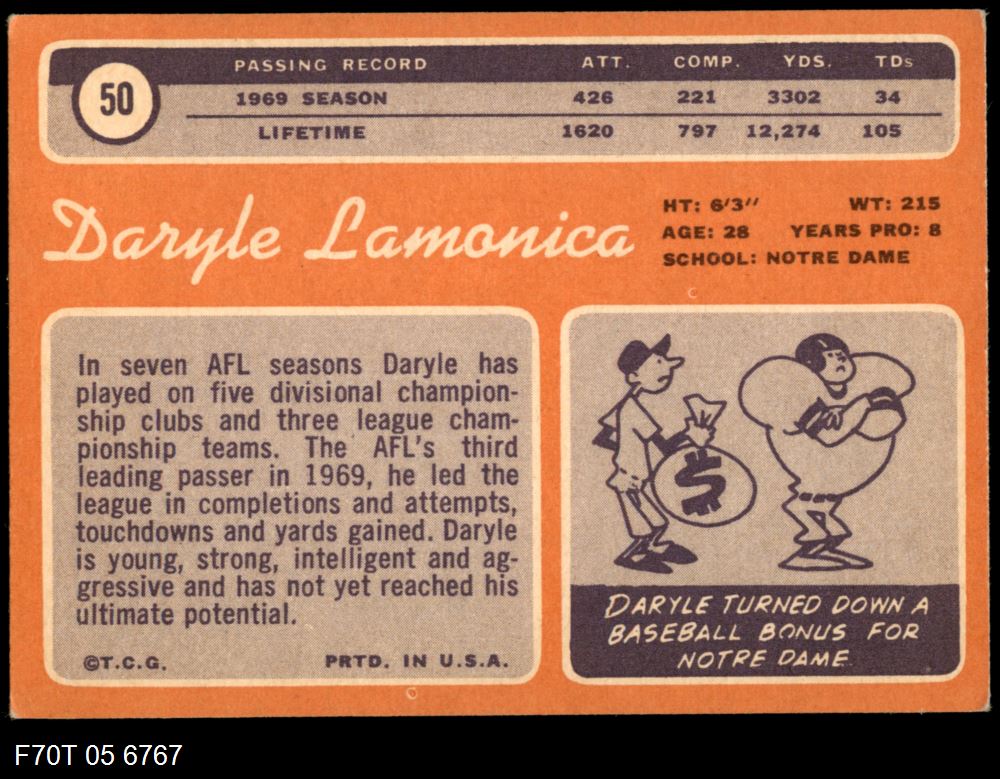 50
PASSING RECORD ATT. COMP. YDS. TDs
1969 SEASON 426 221 3302 34
LIFETIME 1620 797 12,274 105
Daryle Lamonica
HT: 6'3" WT: 215
AGE: 28 YEARS PRO: 8
SCHOOL: NOTRE DAME
In seven AFL seasons Daryle has
played on five divisional champion-
ship clubs and three league cham-
pionship teams. The AFL's third
leading passer in 1969, he led the
league in completions and attempts,
touchdowns and yards gained. Daryle
is young, strong, intelligent and ag-
gressive and has not yet reached his
ultimate potential.
©T.C.G. PRTD. IN U.S.A.
$
DARYLE TURNED DOWN A
BASEBALL BONUS FOR
NOTRE DAME
F70T 05 6767